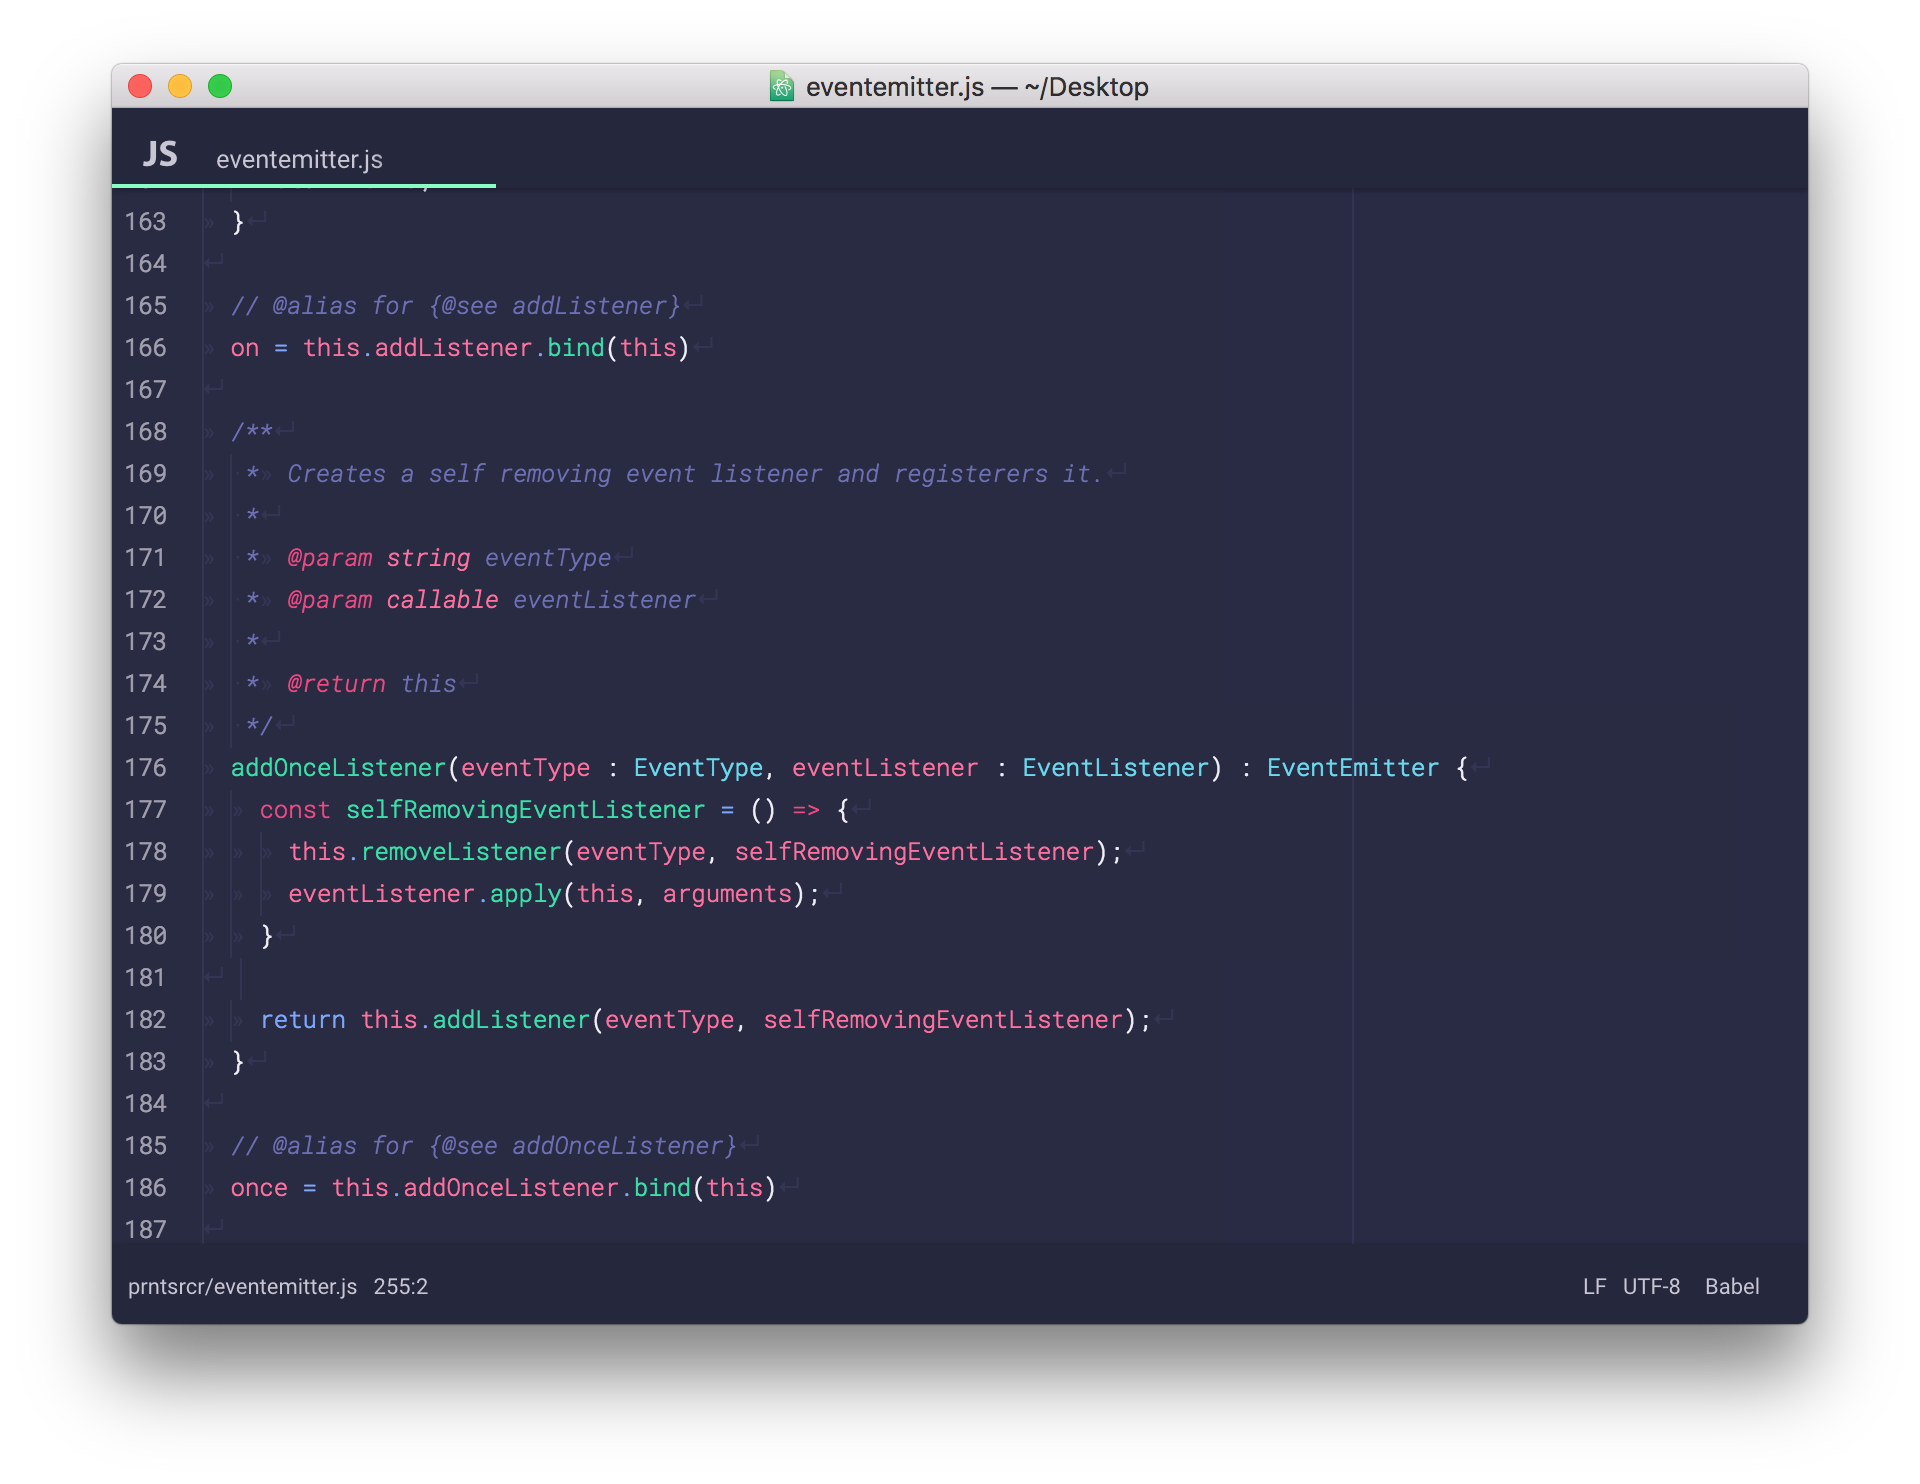 eventemitter.js — ~/Desktop
JS eventemitter.js
163 }
164
165 // @alias for {@see addListener}
166 on = this.addListener.bind(this)
167
168 /**
169 * Creates a self removing event listener and registerers it.
170 *
171 * @param string eventType
172 * @param callable eventListener
173 *
174 * @return this
175 */
176 addOnceListener(eventType : EventType, eventListener : EventListener) : EventEmitter {
177 const selfRemovingEventListener = () => {
178 this.removeListener(eventType, selfRemovingEventListener);
179 eventListener.apply(this, arguments);
180 }
181
182 return this.addListener(eventType, selfRemovingEventListener);
183 }
184
185 // @alias for {@see addOnceListener}
186 once = this.addOnceListener.bind(this)
187
prntsrcr/eventemitter.js 255:2 LF UTF-8 Babel